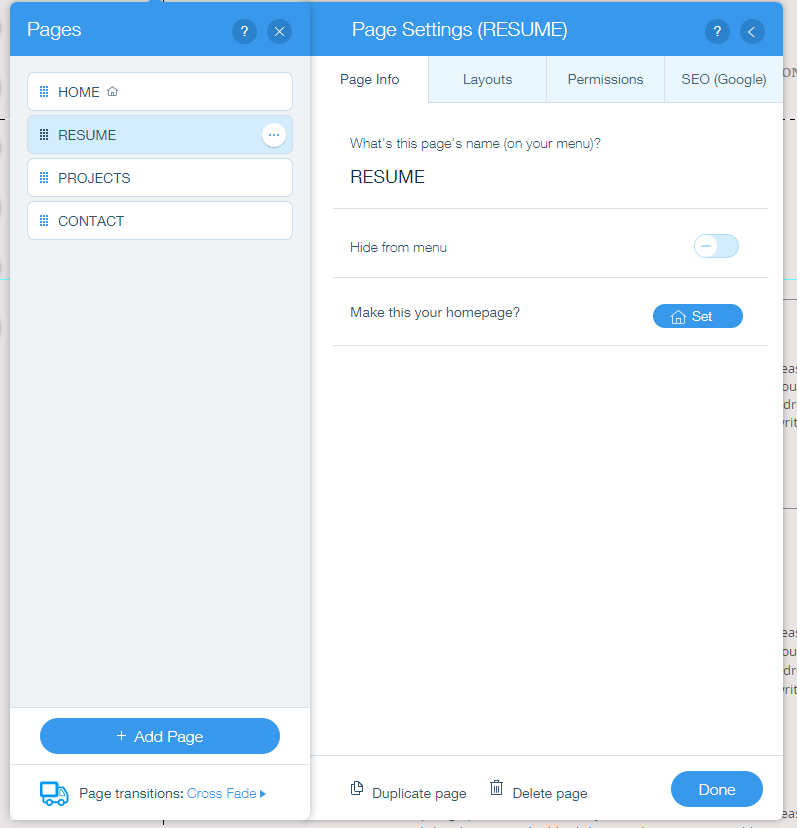 Pages
?
HOME
RESUME
PROJECTS
CONTACT
+ Add Page
Page transitions: Cross Fade
Page Settings (RESUME)
?
Page Info
Layouts
Permissions
SEO (Google)
What's this page's name (on your menu)?
RESUME
Hide from menu
Make this your homepage?
Set
Duplicate page
Delete page
Done